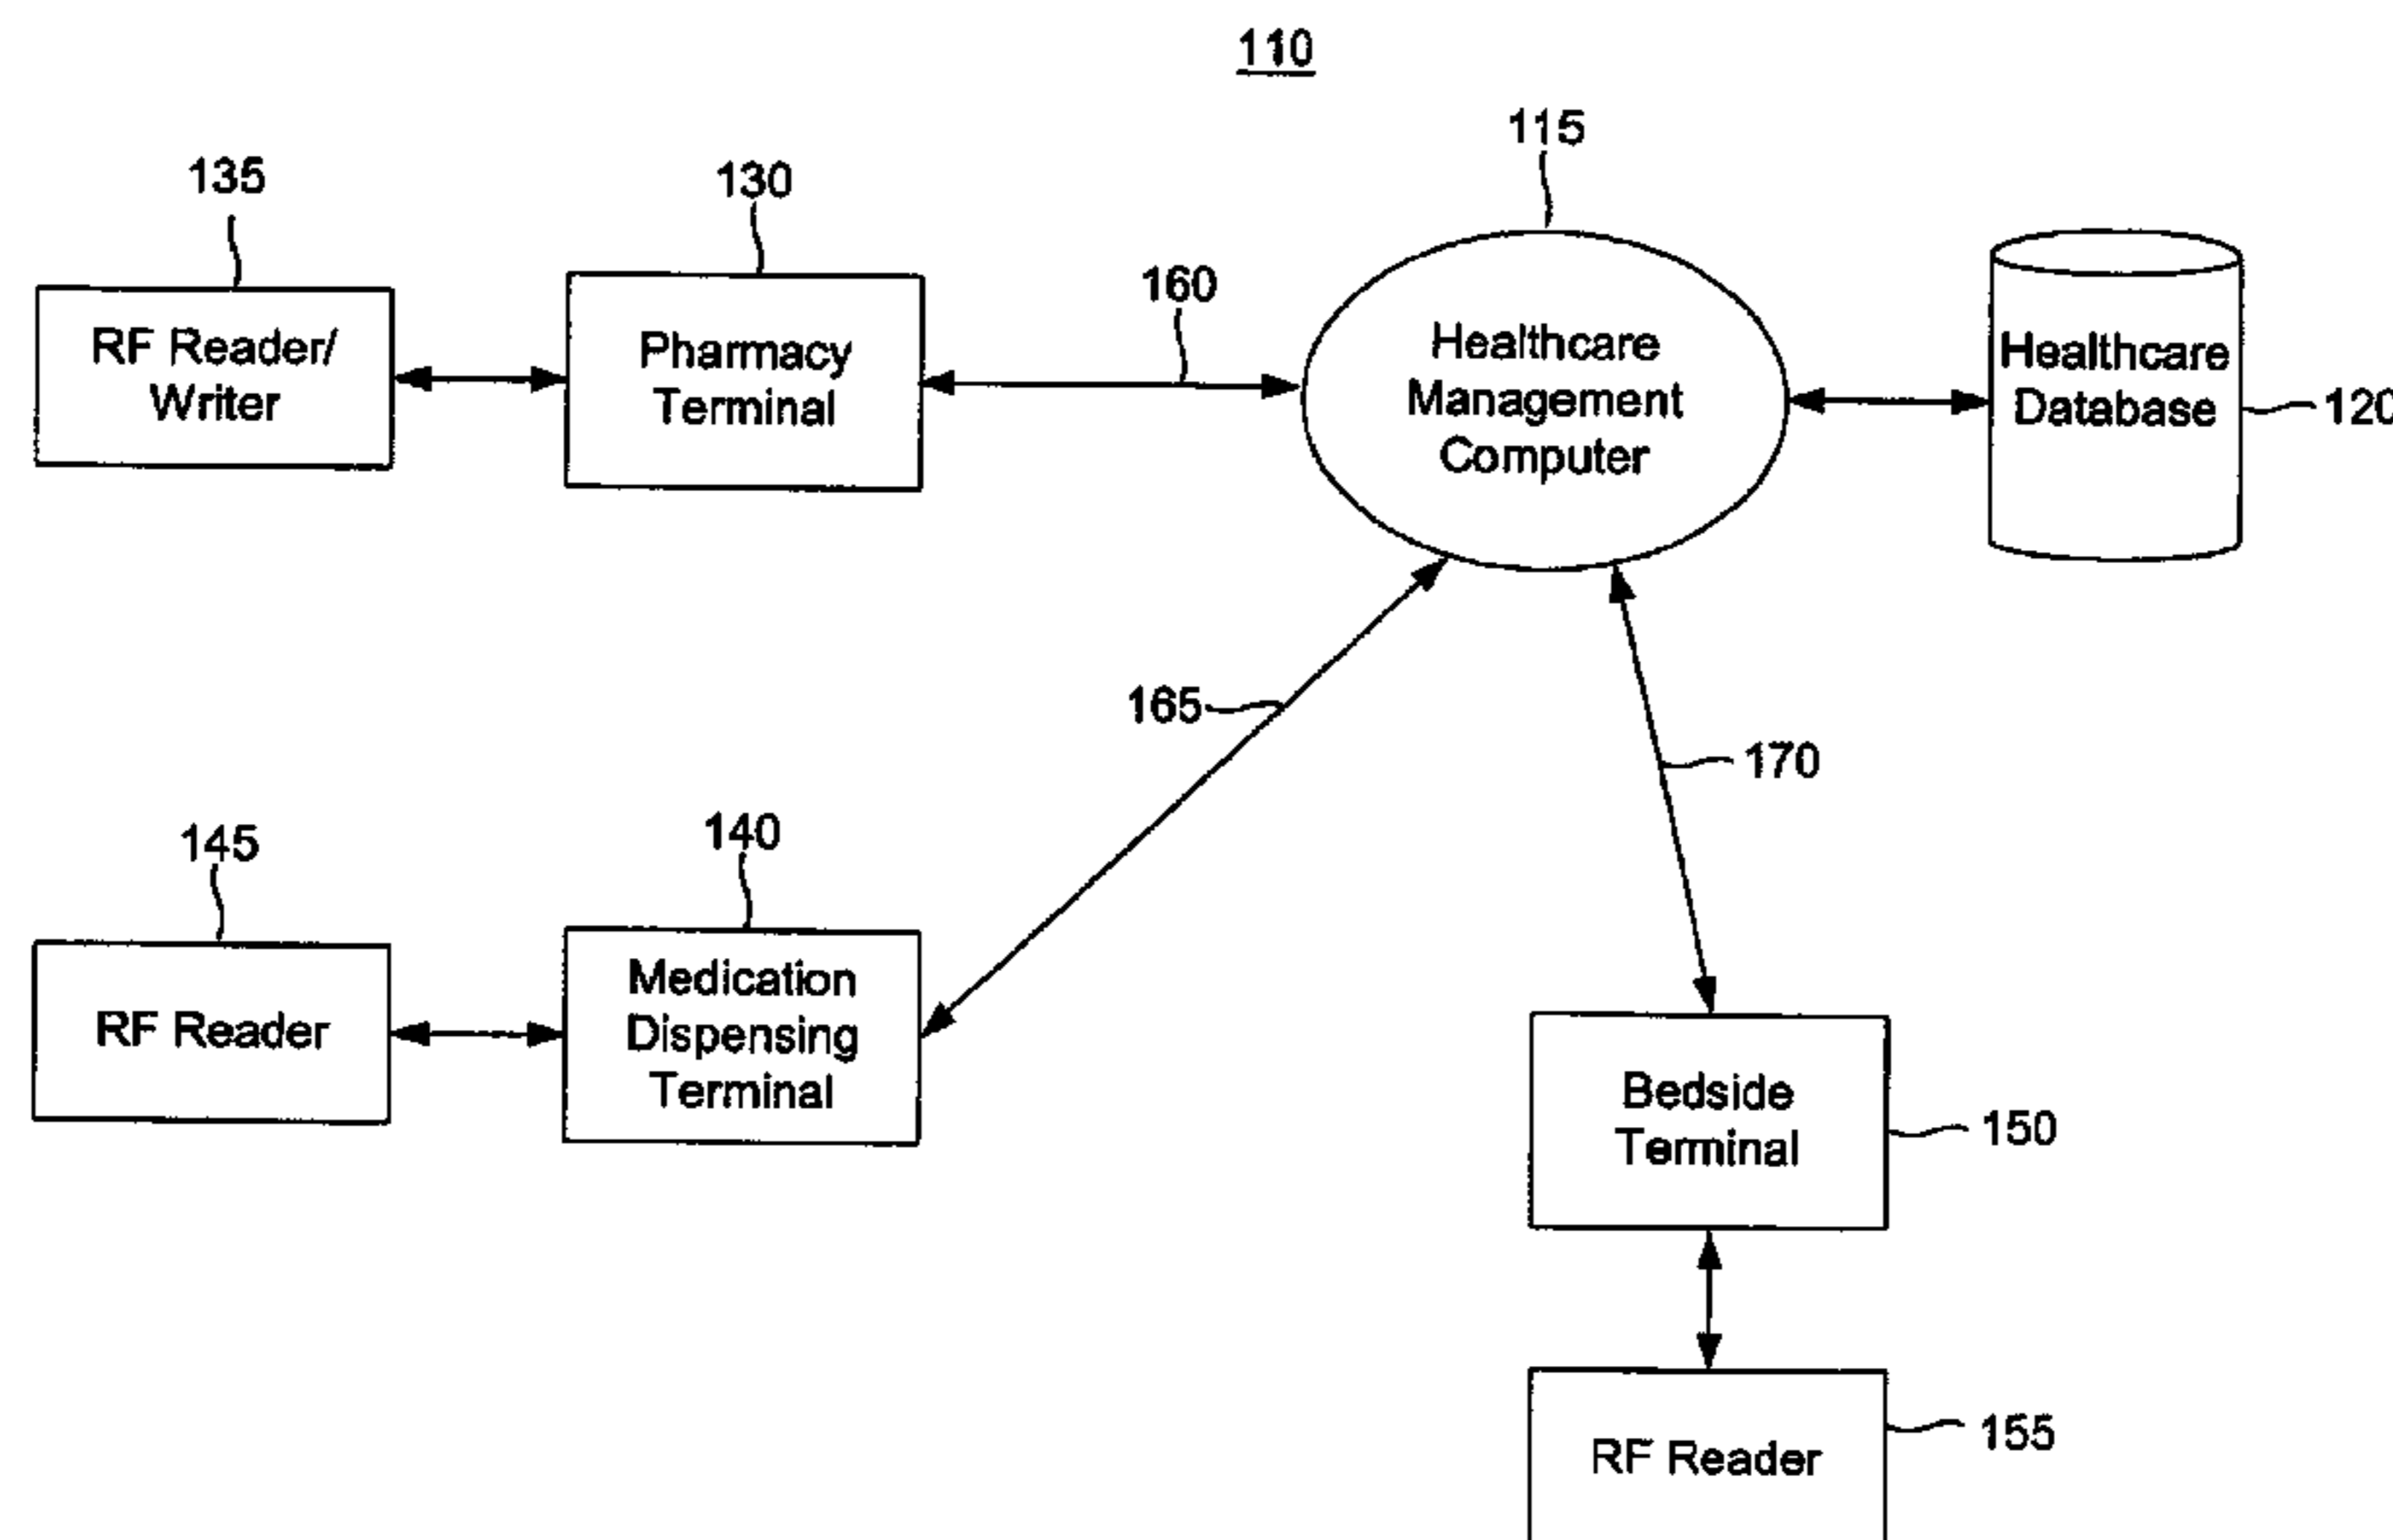 110
115
135
130
160
RF Reader/
Writer
Pharmacy
Terminal
Healthcare
Management
Computer
Healthcare
Database
120
165
170
145
140
RF Reader
Medication
Dispensing
Terminal
Bedside
Terminal
150
RF Reader
155